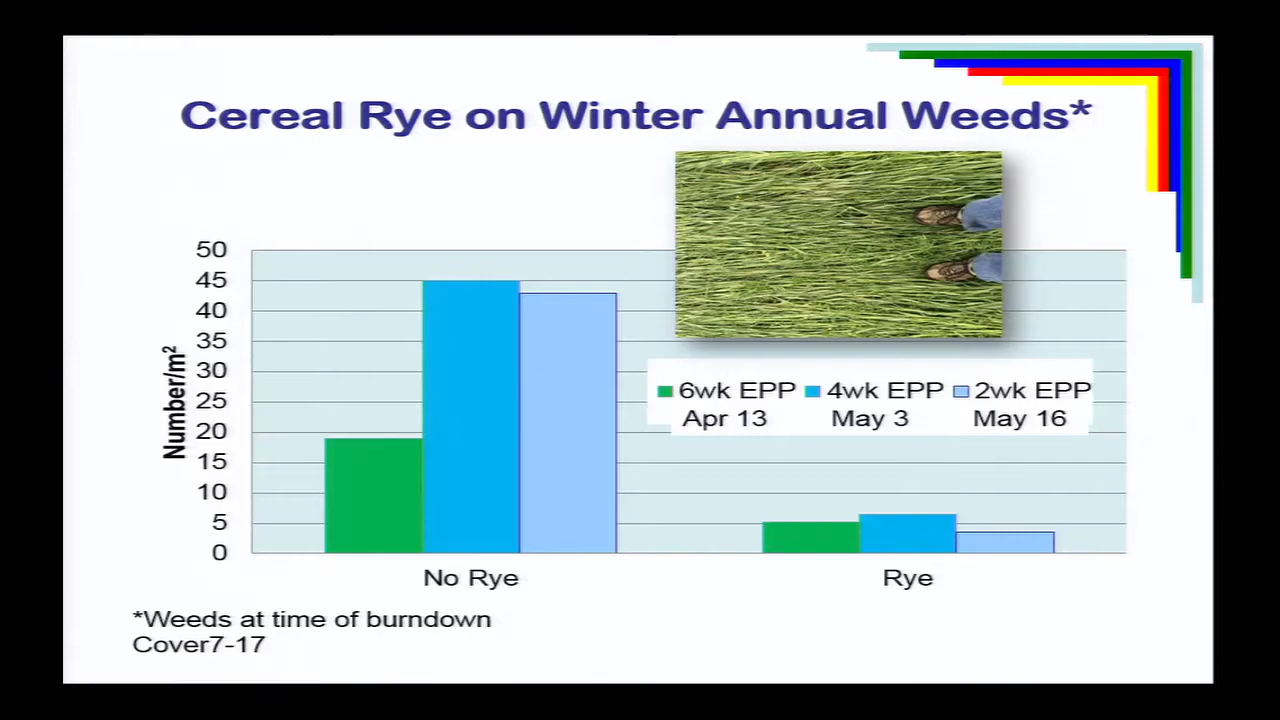 Cereal Rye on Winter Annual Weeds*
50
45
40
35
30
25
20
15
10
5
0
Number/m²
6wk EPP 4wk EPP 2wk EPP
Apr 13 May 3 May 16
No Rye Rye
*Weeds at time of burndown
Cover7-17